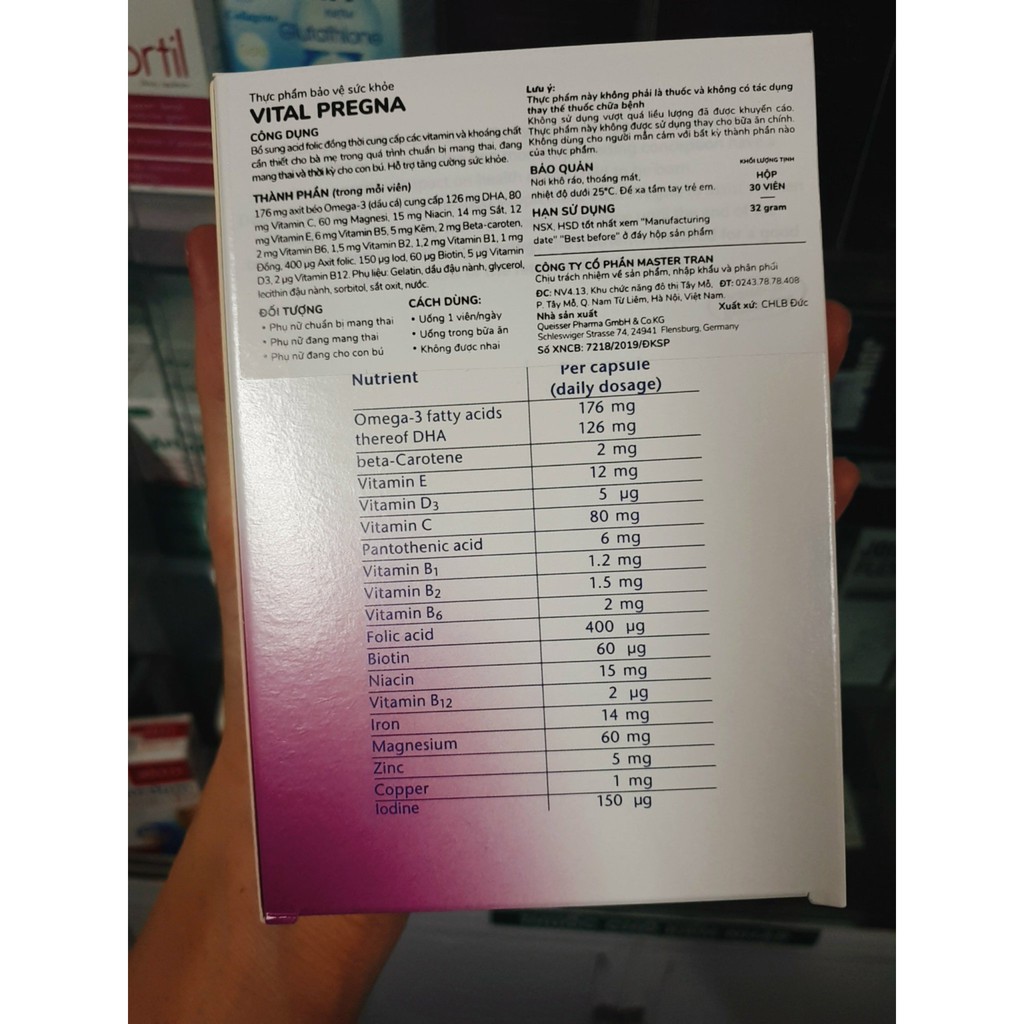 ortil
Glutathione
Thực phẩm bảo vệ sức khỏe
VITAL PREGNA
CÔNG DỤNG
Bổ sung acid folic đồng thời cung cấp các vitamin và khoáng chất
cần thiết cho bà mẹ trong quá trình chuẩn bị mang thai, đang
mang thai và thời kỳ cho con bú. Hỗ trợ tăng cường sức khỏe.
THÀNH PHẦN (trong mỗi viên)
176 mg axit béo Omega-3 (dầu cá) cung cấp 126 mg DHA, 80
mg Vitamin C, 60 mg Magnesi, 15 mg Niacin, 14 mg Sắt, 12
mg Vitamin E, 6 mg Vitamin B5, 5 mg Kẽm, 2 mg Beta-caroten,
2 mg Vitamin B6, 1,5 mg Vitamin B2, 1,2 mg Vitamin B1, 1 mg
Đồng, 400 µg Axit folic, 150 µg Iod, 60 µg Biotin, 5 µg Vitamin
D3, 2 µg Vitamin B12. Phụ liệu: Gelatin, dầu đậu nành, glycerol,
lecithin đậu nành, sorbitol, sắt oxit, nước.
ĐỐI TƯỢNG
• Phụ nữ chuẩn bị mang thai
• Phụ nữ đang mang thai
• Phụ nữ đang cho con bú
CÁCH DÙNG:
• Uống 1 viên/ngày
• Uống trong bữa ăn
• Không được nhai
Lưu ý:
Thực phẩm này không phải là thuốc và không có tác dụng
thay thế thuốc chữa bệnh
Không sử dụng vượt quá liều lượng đã được khuyến cáo.
Thực phẩm này không được sử dụng thay cho bữa ăn chính.
Không dùng cho người mẫn cảm với bất kỳ thành phần nào
của thực phẩm.
BẢO QUẢN
Nơi khô ráo, thoáng mát,
nhiệt độ dưới 25°C. Để xa tầm tay trẻ em.
HẠN SỬ DỤNG
NSX, HSD tốt nhất xem "Manufacturing
date" "Best before" ở đáy hộp sản phẩm
KHỐI LƯỢNG TỊNH
HỘP
30 VIÊN
32 gram
CÔNG TY CỔ PHẦN MASTER TRAN
Chịu trách nhiệm về sản phẩm, nhập khẩu và phân phối
ĐC: NV4.13, Khu chức năng đô thị Tây Mỗ, ĐT: 0243.78.78.408
P. Tây Mỗ, Q. Nam Từ Liêm, Hà Nội, Việt Nam
Nhà sản xuất Xuất xứ: CHLB Đức
Queisser Pharma GmbH & Co.KG
Schleswiger Strasse 74, 24941 Flensburg, Germany
Số XNCB: 7218/2019/ĐKSP
Nutrient Per capsule
(daily dosage)
Omega-3 fatty acids 176 mg
thereof DHA 126 mg
beta-Carotene 2 mg
Vitamin E 12 mg
Vitamin D3 5 µg
Vitamin C 80 mg
Pantothenic acid 6 mg
Vitamin B1 1.2 mg
Vitamin B2 1.5 mg
Vitamin B6 2 mg
Folic acid 400 µg
Biotin 60 µg
Niacin 15 mg
Vitamin B12 2 µg
Iron 14 mg
Magnesium 60 mg
Zinc 5 mg
Copper 1 mg
Iodine 150 µg